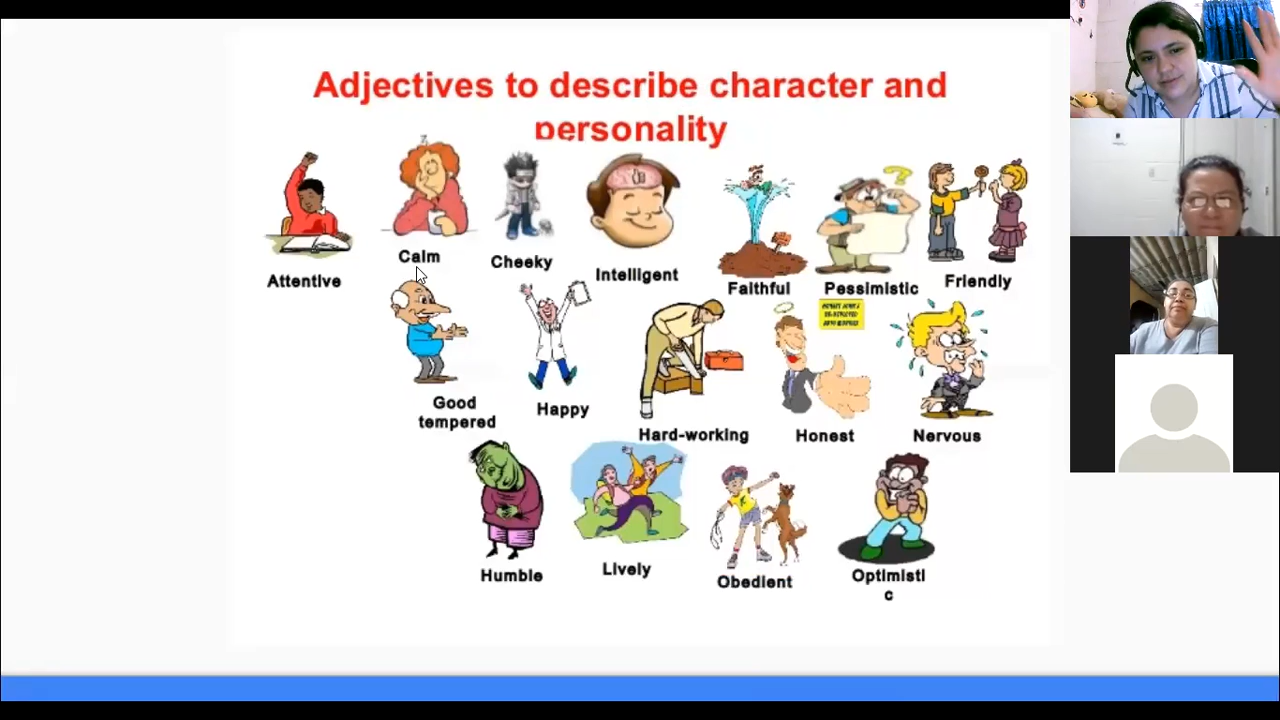 Adjectives to describe character and
personality
Attentive
Calm
Cheeky
Intelligent
Faithful
Pessimistic
Friendly
Good
tempered
Happy
Hard-working
Honest
Nervous
Humble
Lively
Obedient
Optimisti
c